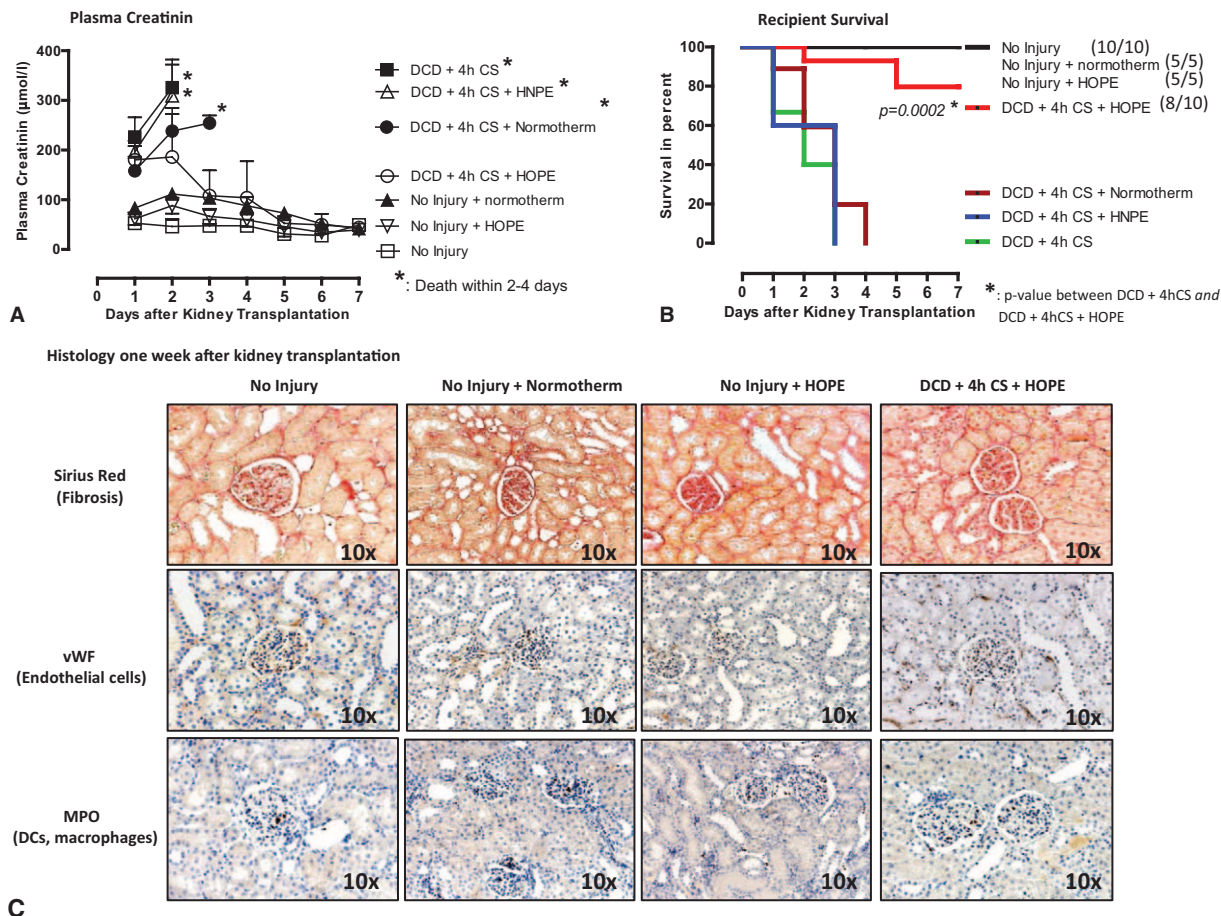 Plasma Creatinin
Plasma Creatinin (µmol/l)
400
300
200
100
0
*
*
*
0 1 2 3 4 5 6 7
Days after Kidney Transplantation
DCD + 4h CS *
DCD + 4h CS + HNPE *
*
DCD + 4h CS + Normotherm
DCD + 4h CS + HOPE
No Injury + normotherm
No Injury + HOPE
No Injury
*: Death within 2-4 days
A
Recipient Survival
Survival in percent
100
80
60
40
20
0
0 1 2 3 4 5 6 7
Days after Kidney Transplantation
p=0.0002 *
No Injury (10/10)
No Injury + normotherm (5/5)
No Injury + HOPE (5/5)
DCD + 4h CS + HOPE (8/10)
DCD + 4h CS + Normotherm
DCD + 4h CS + HNPE
DCD + 4h CS
*: p-value between DCD + 4hCS and
DCD + 4hCS + HOPE
B
Histology one week after kidney transplantation
No Injury No Injury + Normotherm No Injury + HOPE DCD + 4h CS + HOPE
Sirius Red
(Fibrosis)
10x 10x 10x 10x
vWF
(Endothelial cells)
10x 10x 10x 10x
MPO
(DCs, macrophages)
10x 10x 10x 10x
C